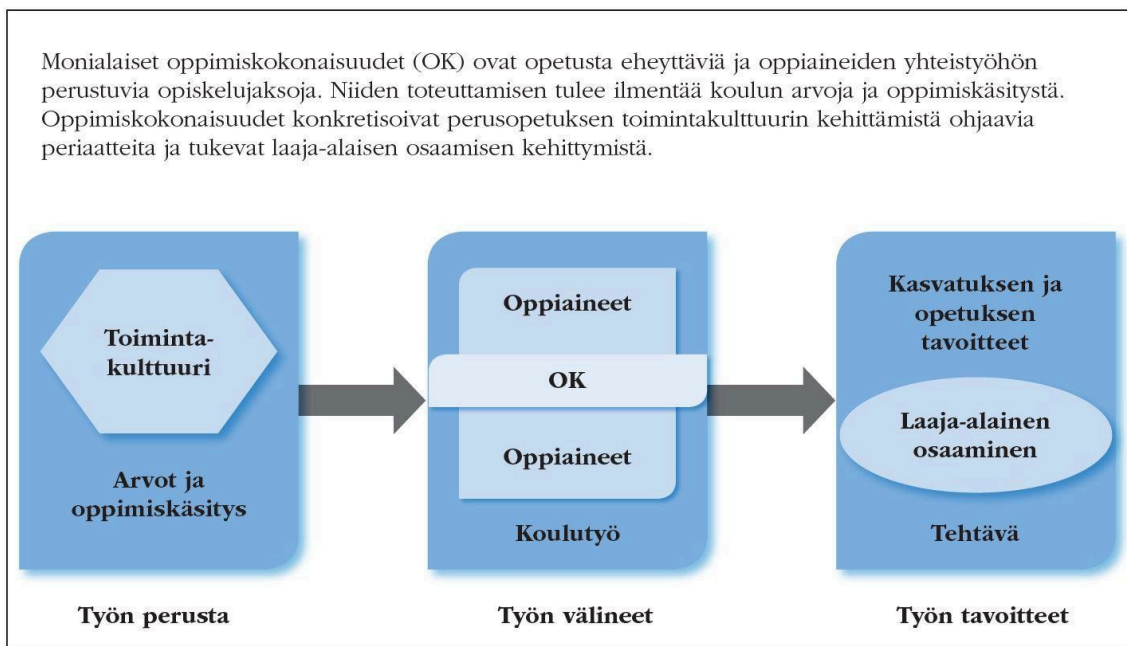 Monialaiset oppimiskokonaisuudet (OK) ovat opetusta eheyttäviä ja oppiaineiden yhteistyöhön
perustuvia opiskelujaksoja. Niiden toteuttamisen tulee ilmentää koulun arvoja ja oppimiskäsitystä.
Oppimiskokonaisuudet konkretisoivat perusopetuksen toimintakulttuurin kehittämistä ohjaavia
periaatteita ja tukevat laaja-alaisen osaamisen kehittymistä.
Toiminta-
kulttuuri
Arvot ja
oppimiskäsitys
Työn perusta
Oppiaineet
OK
Oppiaineet
Koulutyö
Työn välineet
Kasvatuksen ja
opetuksen
tavoitteet
Laaja-alainen
osaaminen
Tehtävä
Työn tavoitteet